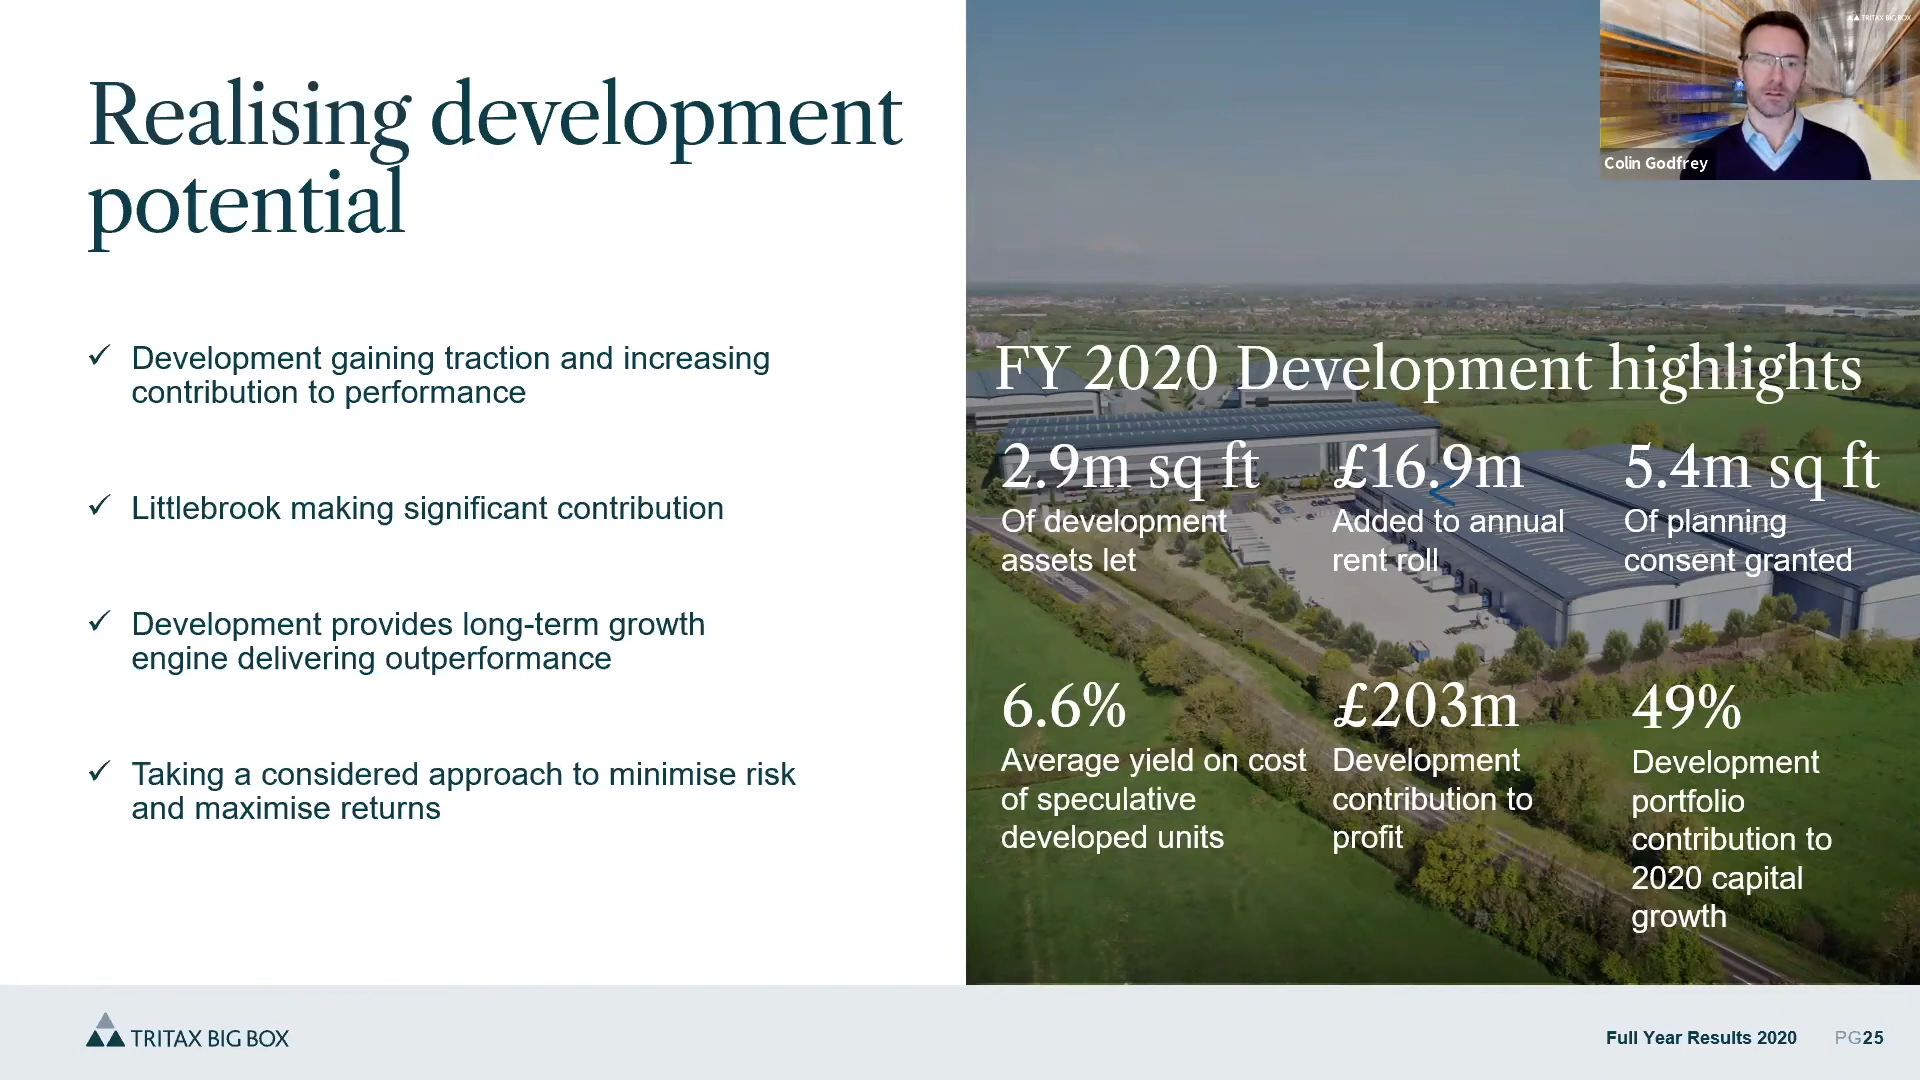 Realising development
potential
✓ Development gaining traction and increasing
contribution to performance
✓ Littlebrook making significant contribution
✓ Development provides long-term growth
engine delivering outperformance
✓ Taking a considered approach to minimise risk
and maximise returns
TRITAX BIG BOX
Colin Godfrey
FY 2020 Development highlights
2.9m sq ft
Of development
assets let
£16.9m
Added to annual
rent roll
5.4m sq ft
Of planning
consent granted
6.6%
Average yield on cost
of speculative
developed units
£203m
Development
contribution to
profit
49%
Development
portfolio
contribution to
2020 capital
growth
TRITAX BIG BOX
Full Year Results 2020
PG25